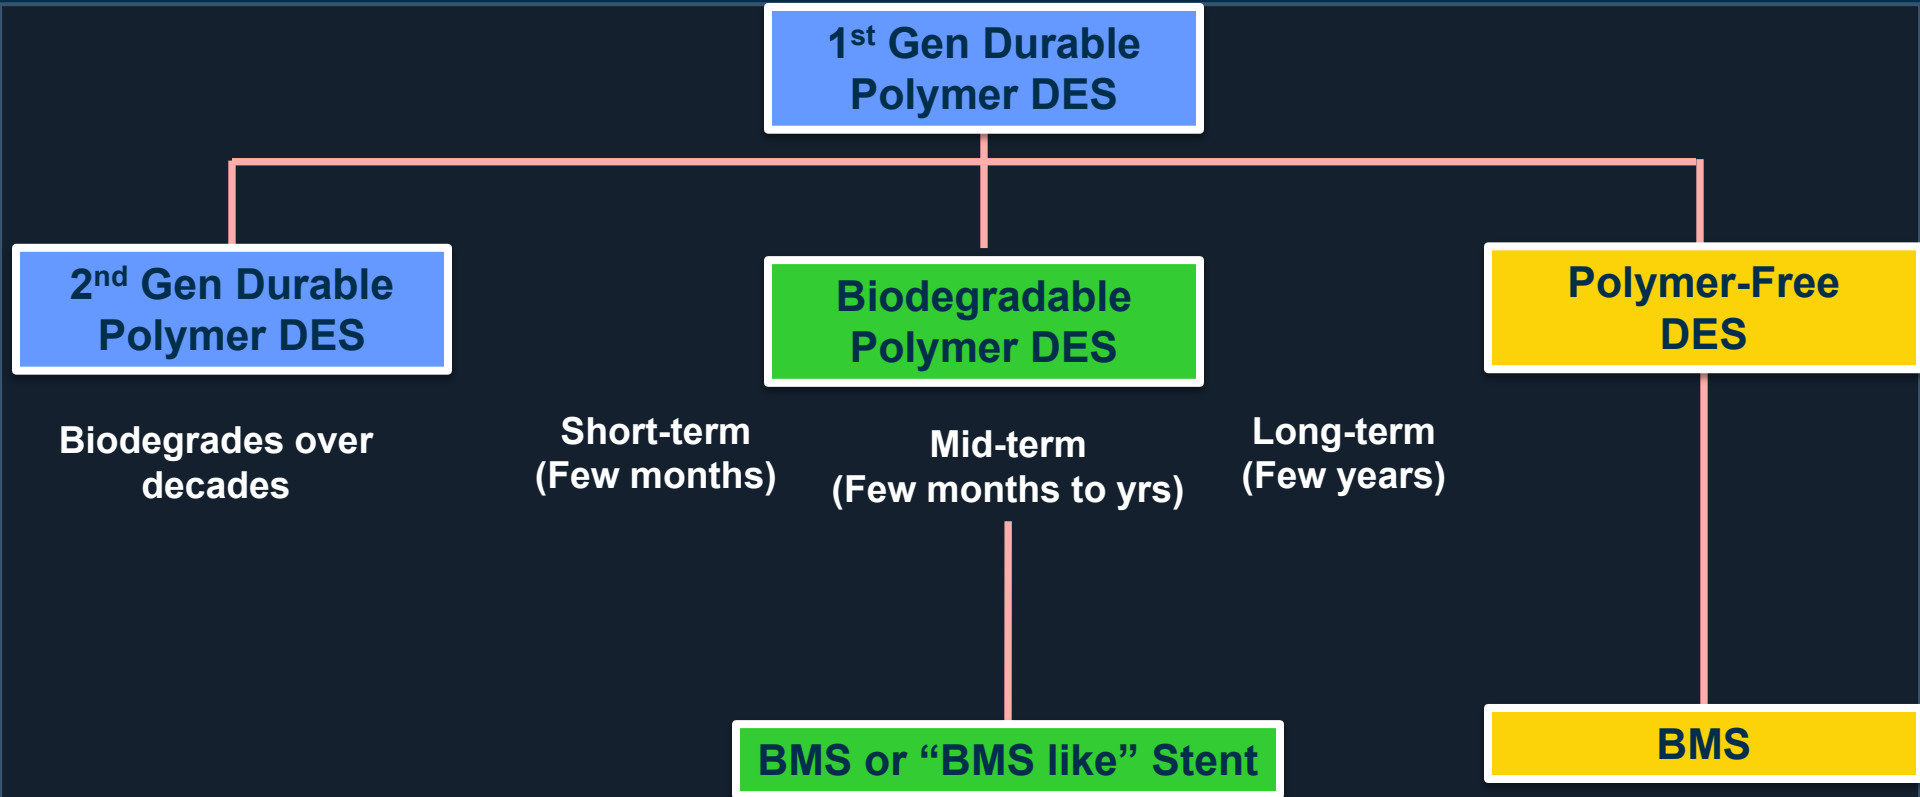 1st Gen Durable
Polymer DES
2nd Gen Durable
Polymer DES
Biodegradable
Polymer DES
Polymer-Free
DES
Biodegrades over
decades
Short-term
(Few months)
Mid-term
(Few months to yrs)
Long-term
(Few years)
BMS or “BMS like” Stent
BMS